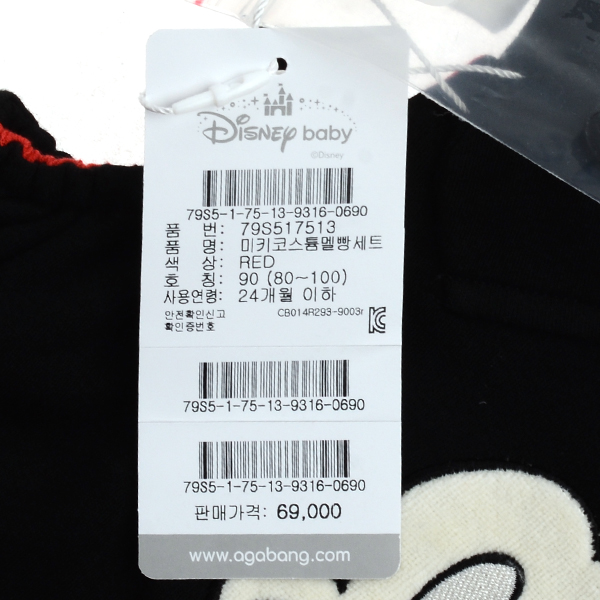 Disney baby
©Disney
79S5-1-75-13-9316-0690
품 번: 79S517513
품 명: 미키코스튬멜빵세트
색 상: RED
호 칭: 90 (80~100)
사용연령: 24개월 이하
안전확인신고 CB014R293-9003r
확인증번호
79S5-1-75-13-9316-0690
79S5-1-75-13-9316-0690
판매가격: 69,000
www.agabang.com